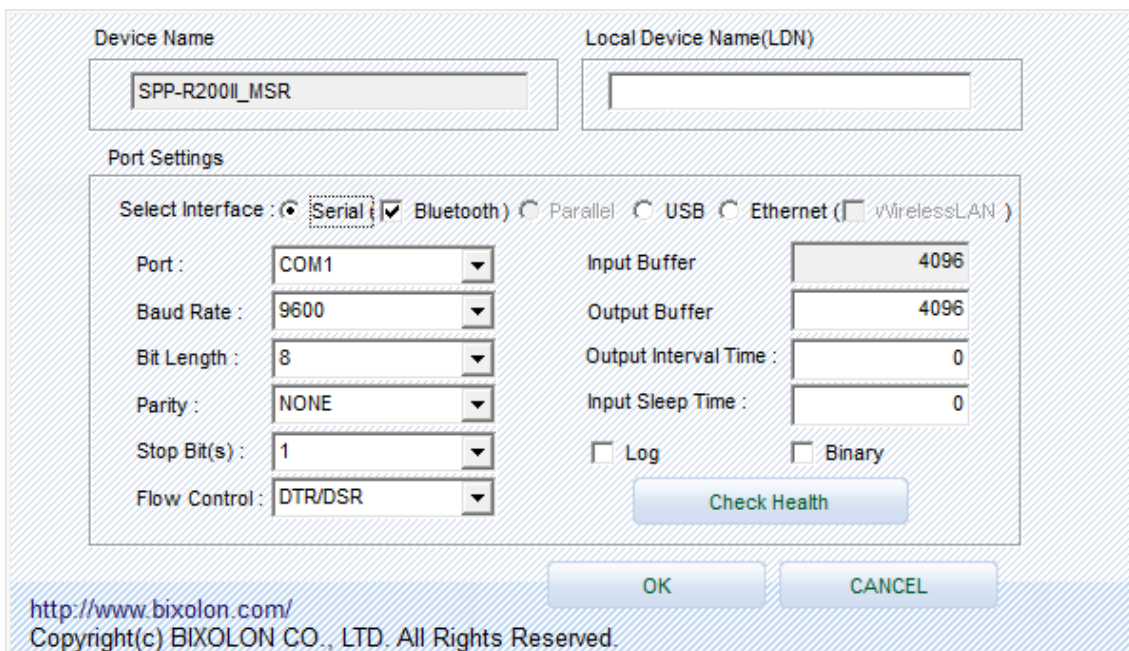 Device Name Local Device Name(LDN)
SPP-R200II_MSR
Port Settings
Select Interface : Serial ( Bluetooth ) Parallel USB Ethernet ( WirelessLAN )
Port : COM1 Input Buffer 4096
Baud Rate : 9600 Output Buffer 4096
Bit Length : 8 Output Interval Time : 0
Parity : NONE Input Sleep Time : 0
Stop Bit(s) : 1 Log Binary
Flow Control : DTR/DSR Check Health
OK CANCEL
http://www.bixolon.com/
Copyright(c) BIXOLON CO., LTD. All Rights Reserved.